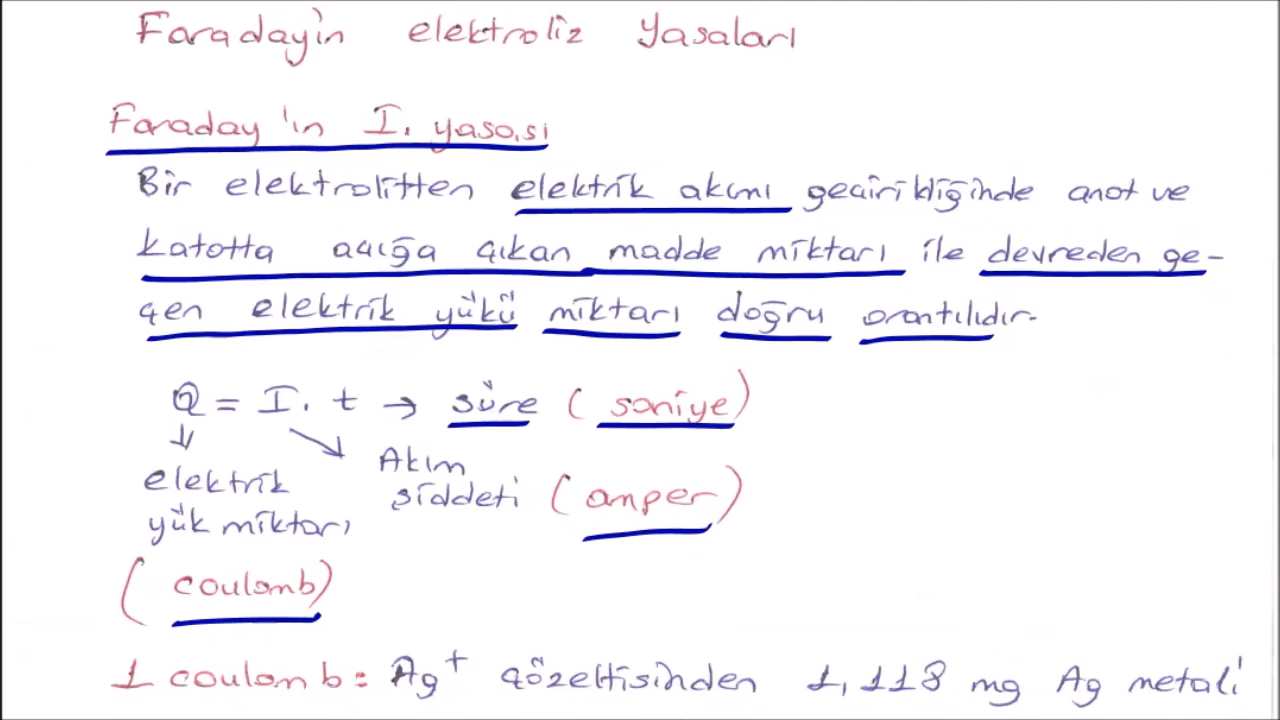 Faraday'in elektroliz Yasaları
Faraday 'ın I. yasası
Bir elektrolitten elektrik akımı geçirildiğinde anot ve
katotta açığa çıkan madde miktarı ile devreden ge-
çen elektrik yükü miktarı doğru orantılıdır.
Q = I. t → süre (saniye)
Akım
elektrik şiddeti (amper)
yük miktarı
(coulomb)
1 coulomb: Ag+ çözeltisinden 1,118 mg Ag metali